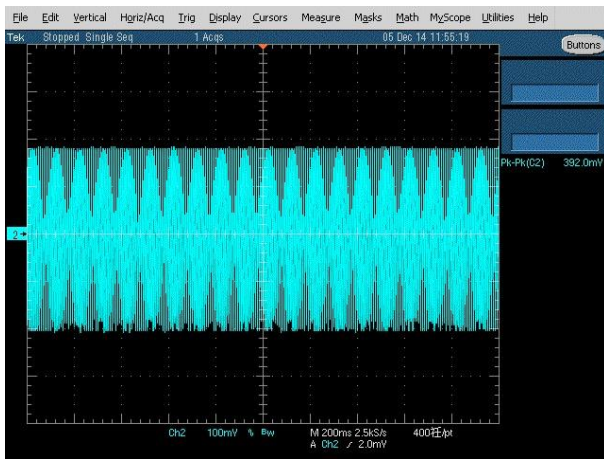 File Edit Vertical Horiz/Acq Trig Display Cursors Measure Masks Math MyScope Utilities Help
Tek Stopped Single Seq 1 Acqs 05 Dec 14 11:55:19
Buttons
Pk-Pk(C2) 392.0mV
2
Ch2 100mV % Bw M 200ms 2.5kS/s 400 /pt
A Ch2 / 2.0mV